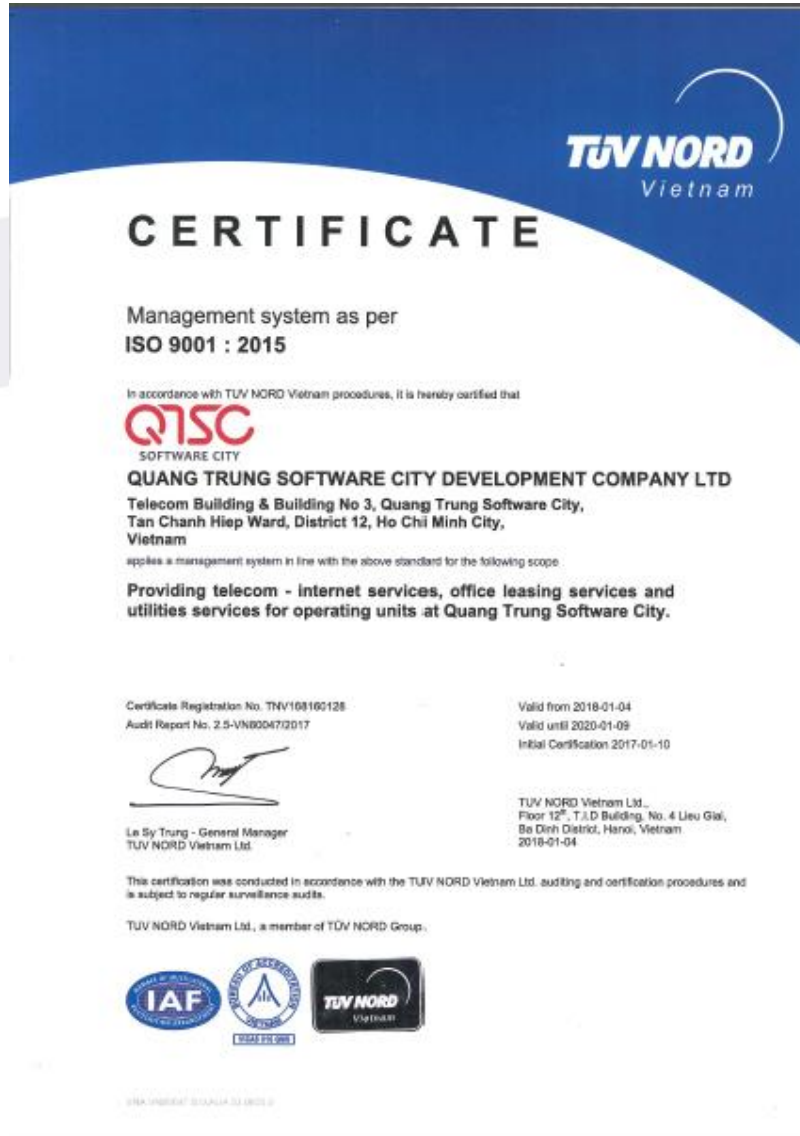 TÜV NORD
Vietnam
CERTIFICATE
Management system as per
ISO 9001 : 2015
In accordance with TUV NORD Vietnam procedures, it is hereby certified that
QTSC
SOFTWARE CITY
QUANG TRUNG SOFTWARE CITY DEVELOPMENT COMPANY LTD
Telecom Building & Building No 3, Quang Trung Software City,
Tan Chanh Hiep Ward, District 12, Ho Chi Minh City,
Vietnam
applies a management system in line with the above standard for the following scope
Providing telecom - internet services, office leasing services and
utilities services for operating units at Quang Trung Software City.
Certificate Registration No. TNV168160128
Audit Report No. 2.5-VN80047/2017
Valid from 2018-01-04
Valid until 2020-01-09
Initial Certification 2017-01-10
Le Sy Trung - General Manager
TUV NORD Vietnam Ltd.
TUV NORD Vietnam Ltd.,
Floor 12th, T.I.D Building, No. 4 Lieu Giai,
Ba Dinh District, Hanoi, Vietnam
2018-01-04
This certification was conducted in accordance with the TUV NORD Vietnam Ltd. auditing and certification procedures and
is subject to regular surveillance audits.
TUV NORD Vietnam Ltd., a member of TÜV NORD Group.
IAF
BUREAU OF ACCREDITATION
VIETNAM
TÜV NORD
Vietnam